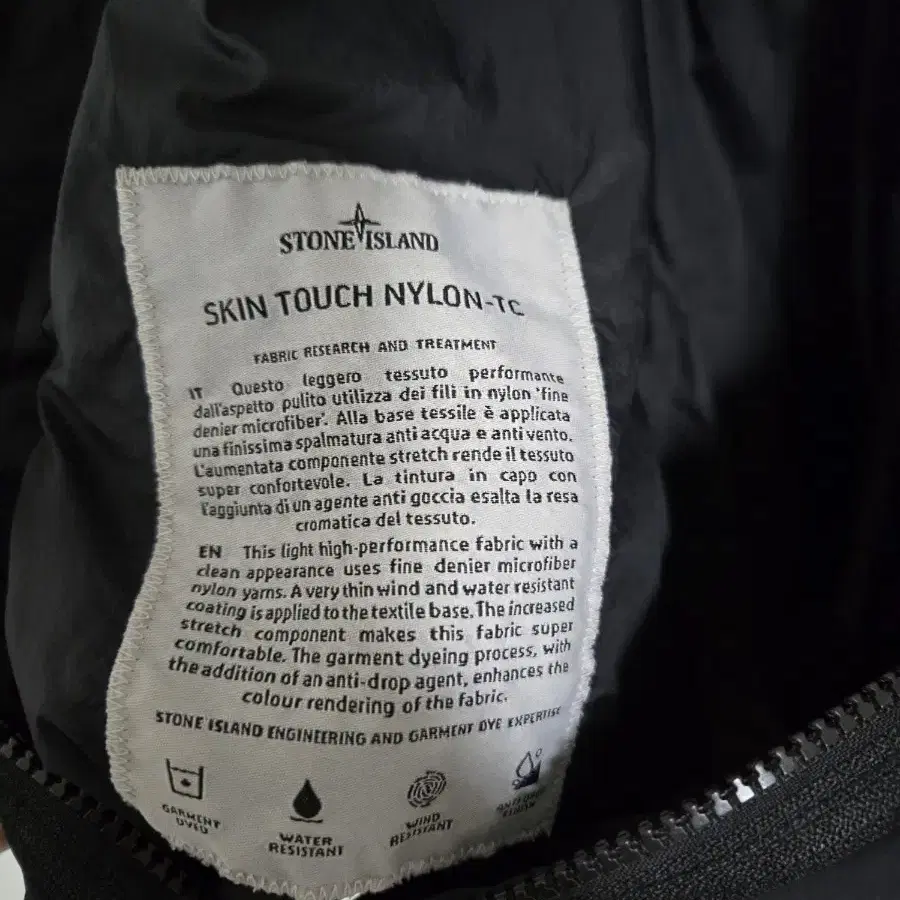 STONE ISLAND
SKIN TOUCH NYLON-TC
FABRIC RESEARCH AND TREATMENT
IT Questo leggero tessuto performante
dall'aspetto pulito utilizza dei fili in nylon 'fine
denier microfiber'. Alla base tessile è applicata
una finissima spalmatura anti acqua e anti vento.
L'aumentata componente stretch rende il tessuto
super confortevole. La tintura in capo con
l'aggiunta di un agente anti goccia esalta la resa
cromatica del tessuto.
EN This light high-performance fabric with a
clean appearance uses fine denier microfiber
nylon yarns. A very thin wind and water resistant
coating is applied to the textile base. The increased
stretch component makes this fabric super
comfortable. The garment dyeing process, with
the addition of an anti-drop agent, enhances the
colour rendering of the fabric.
STONE ISLAND ENGINEERING AND GARMENT DYE EXPERTISE
GARMENT
DYED
WATER
RESISTANT
WIND
RESISTANT
ANTI DROP
FINISH